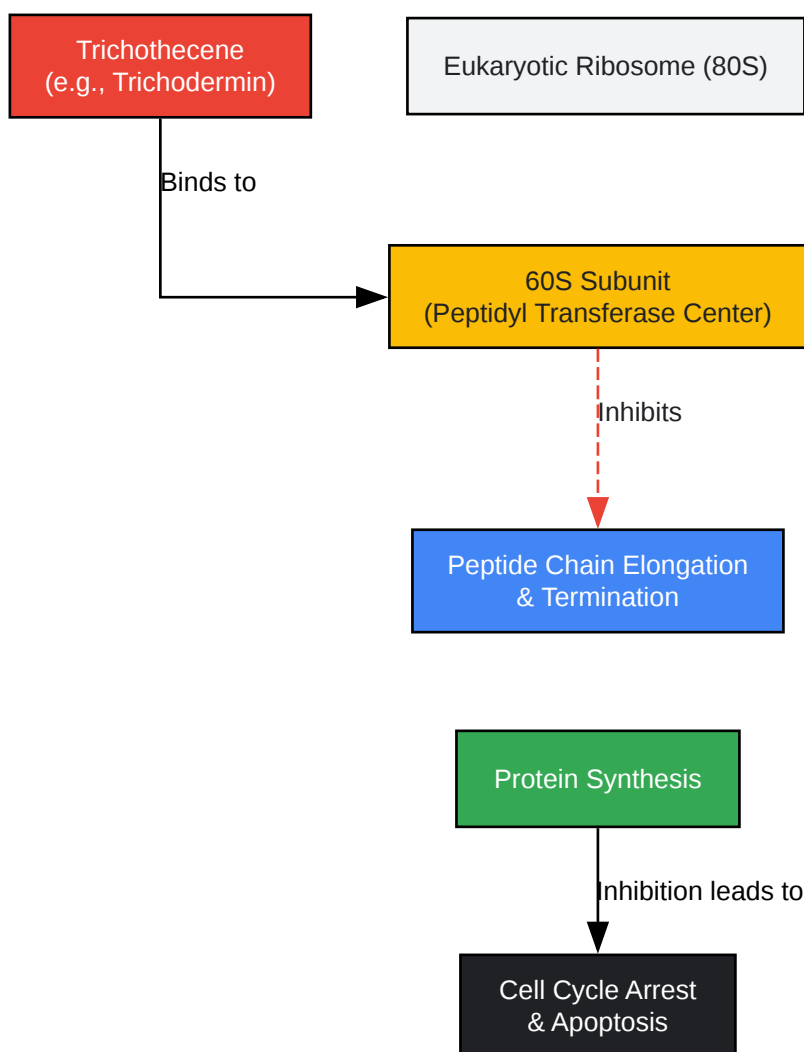 Trichothecene
(e.g., Trichodermin)
Eukaryotic Ribosome (80S)
Binds to
60S Subunit
(Peptidyl Transferase Center)
Inhibits
Peptide Chain Elongation
& Termination
Protein Synthesis
Inhibition leads to
Cell Cycle Arrest
& Apoptosis